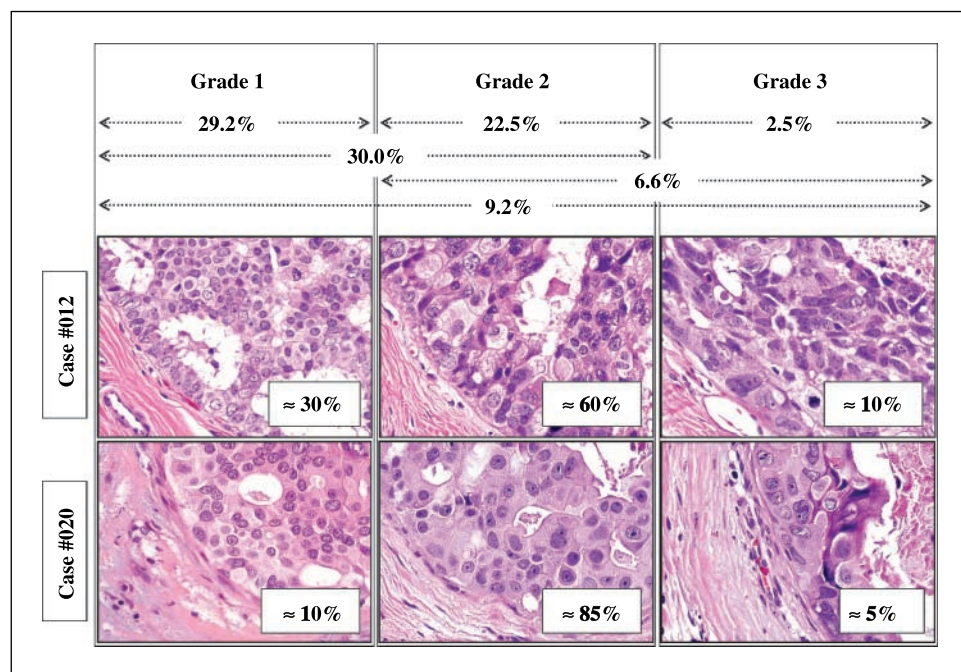 Grade 1 Grade 2 Grade 3
29.2% 22.5% 2.5%
30.0%
6.6%
9.2%
Case #012
≈ 30% ≈ 60% ≈ 10%
Case #020
≈ 10% ≈ 85% ≈ 5%